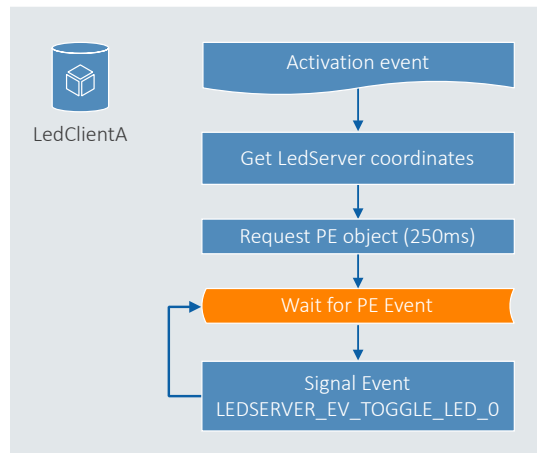 Activation event
LedClientA
Get LedServer coordinates
Request PE object (250ms)
Wait for PE Event
Signal Event
LEDSERVER_EV_TOGGLE_LED_0